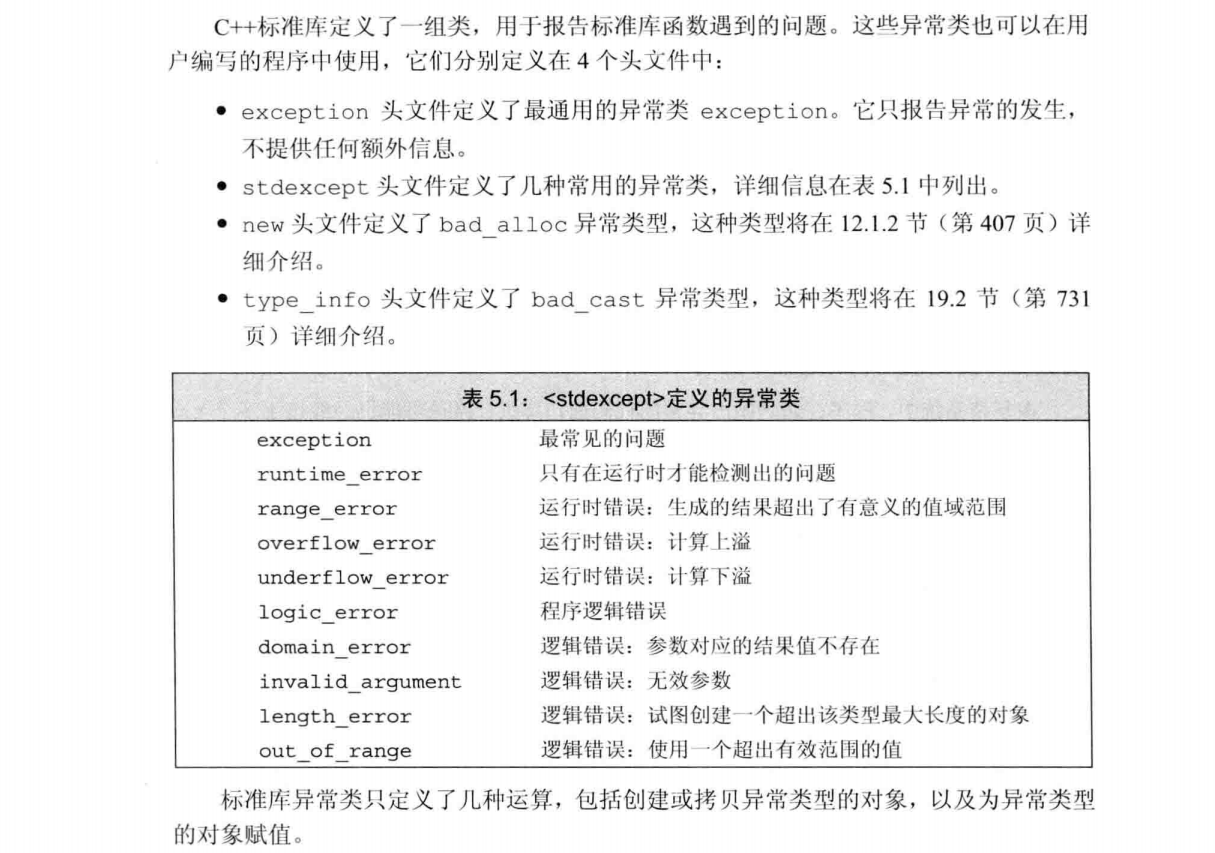 C++标准库定义了一组类，用于报告标准库函数遇到的问题。这些异常类也可以在用
户编写的程序中使用，它们分别定义在 4 个头文件中：
● exception 头文件定义了最通用的异常类 exception。它只报告异常的发生，
不提供任何额外信息。
● stdexcept 头文件定义了几种常用的异常类，详细信息在表 5.1 中列出。
● new 头文件定义了 bad_alloc 异常类型，这种类型将在 12.1.2 节（第 407 页）详
细介绍。
● type_info 头文件定义了 bad_cast 异常类型，这种类型将在 19.2 节（第 731
页）详细介绍。
表 5.1：<stdexcept>定义的异常类
exception 最常见的问题
runtime_error 只有在运行时才能检测出的问题
range_error 运行时错误：生成的结果超出了有意义的值域范围
overflow_error 运行时错误：计算上溢
underflow_error 运行时错误：计算下溢
logic_error 程序逻辑错误
domain_error 逻辑错误：参数对应的结果值不存在
invalid_argument 逻辑错误：无效参数
length_error 逻辑错误：试图创建一个超出该类型最大长度的对象
out_of_range 逻辑错误：使用一个超出有效范围的值
标准库异常类只定义了几种运算，包括创建或拷贝异常类型的对象，以及为异常类型
的对象赋值。